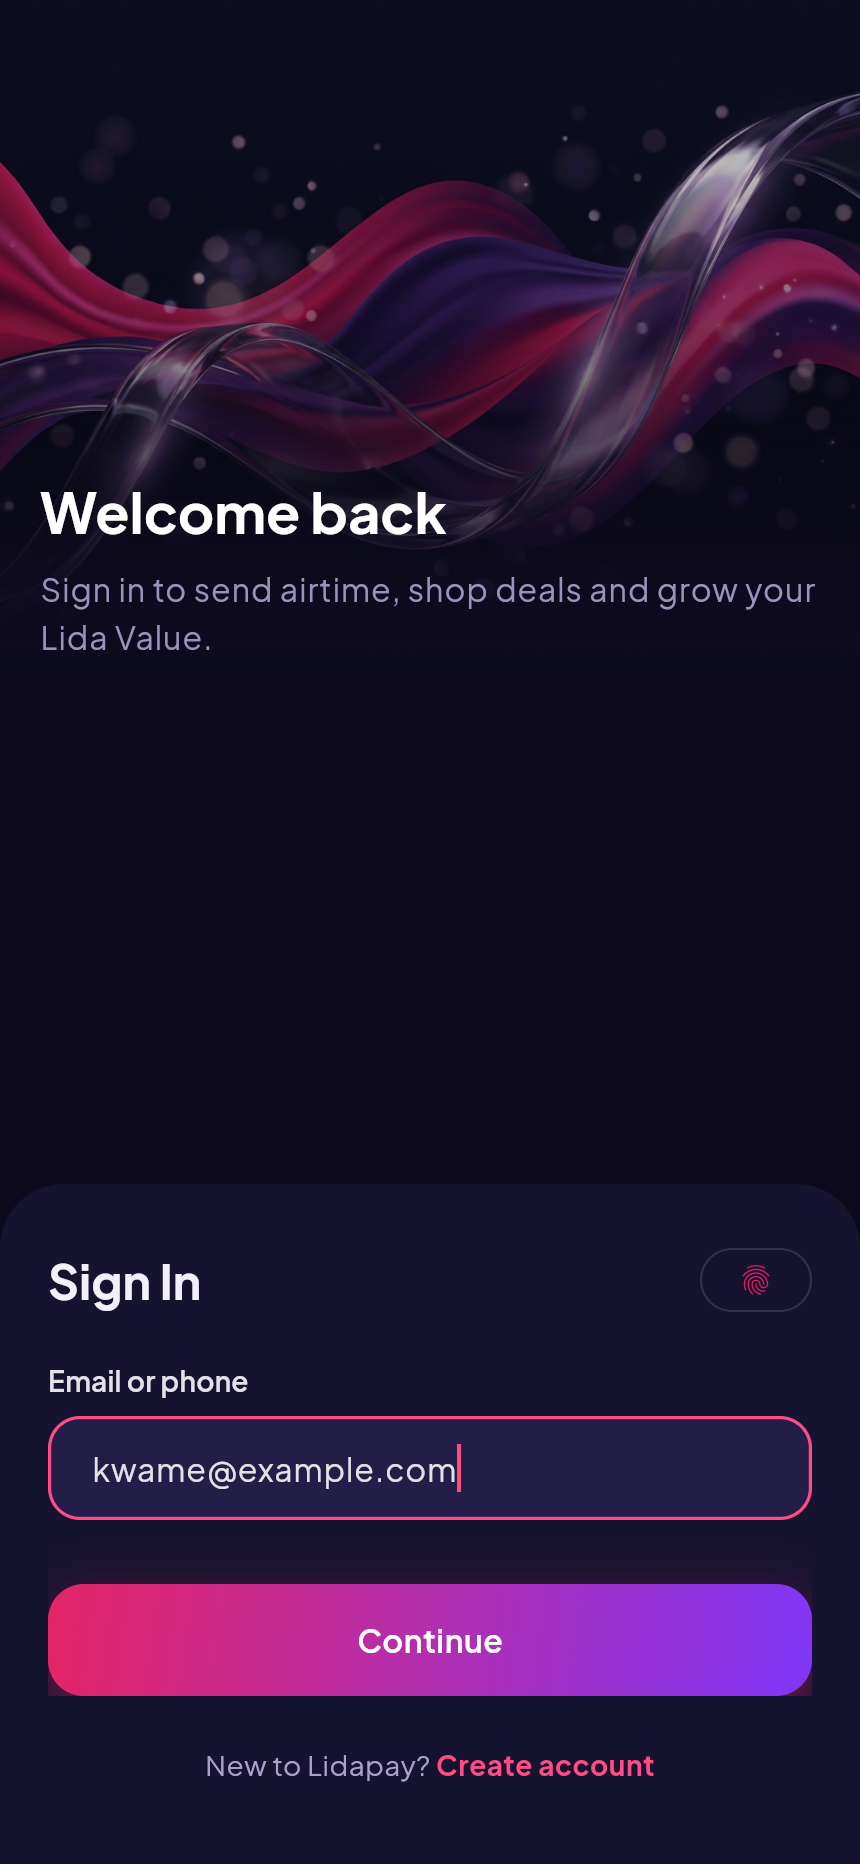 Welcome back
Sign in to send airtime, shop deals and grow your
Lida Value.
Sign In
Email or phone
kwame@example.com
Continue
New to Lidapay? Create account